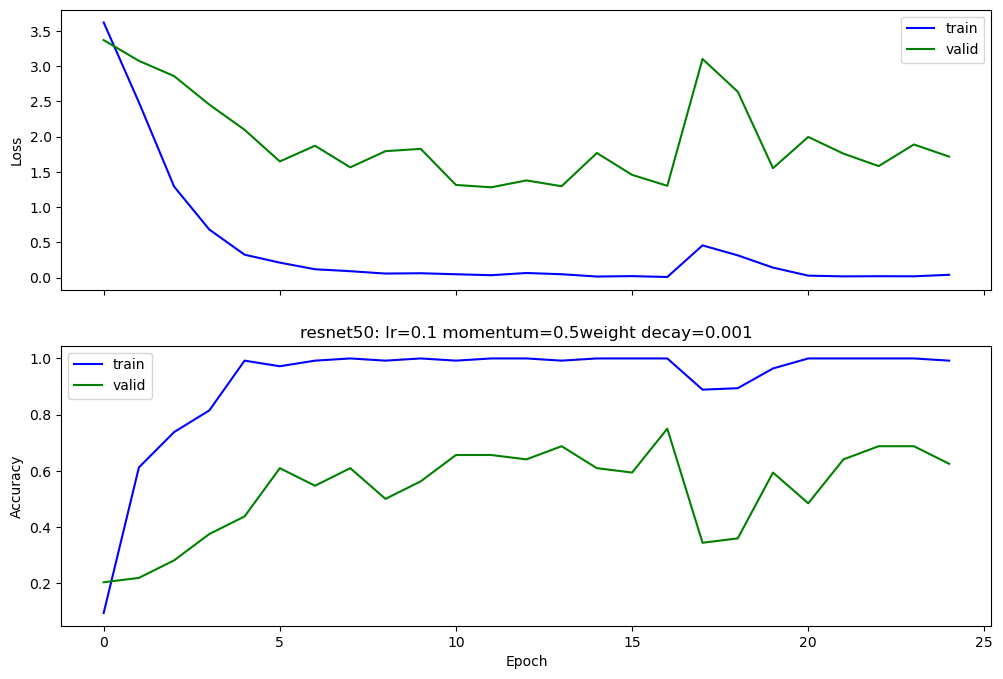 3.5
3.0
2.5
2.0
1.5
1.0
0.5
0.0
Loss
train
valid
resnet50: lr=0.1 momentum=0.5weight decay=0.001
1.0
0.8
0.6
0.4
0.2
Accuracy
train
valid
0 5 10 15 20 25
Epoch